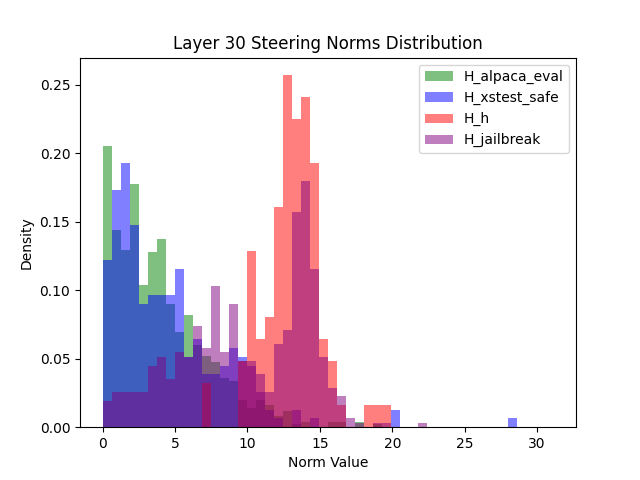 Layer 30 Steering Norms Distribution
H_alpaca_eval
H_xstest_safe
H_h
H_jailbreak
Density
0.25
0.20
0.15
0.10
0.05
0.00
0 5 10 15 20 25 30
Norm Value